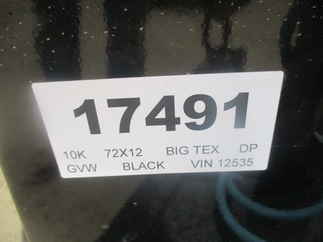 17491
10K 72X12 BIG TEX DP
GVW BLACK VIN 12535